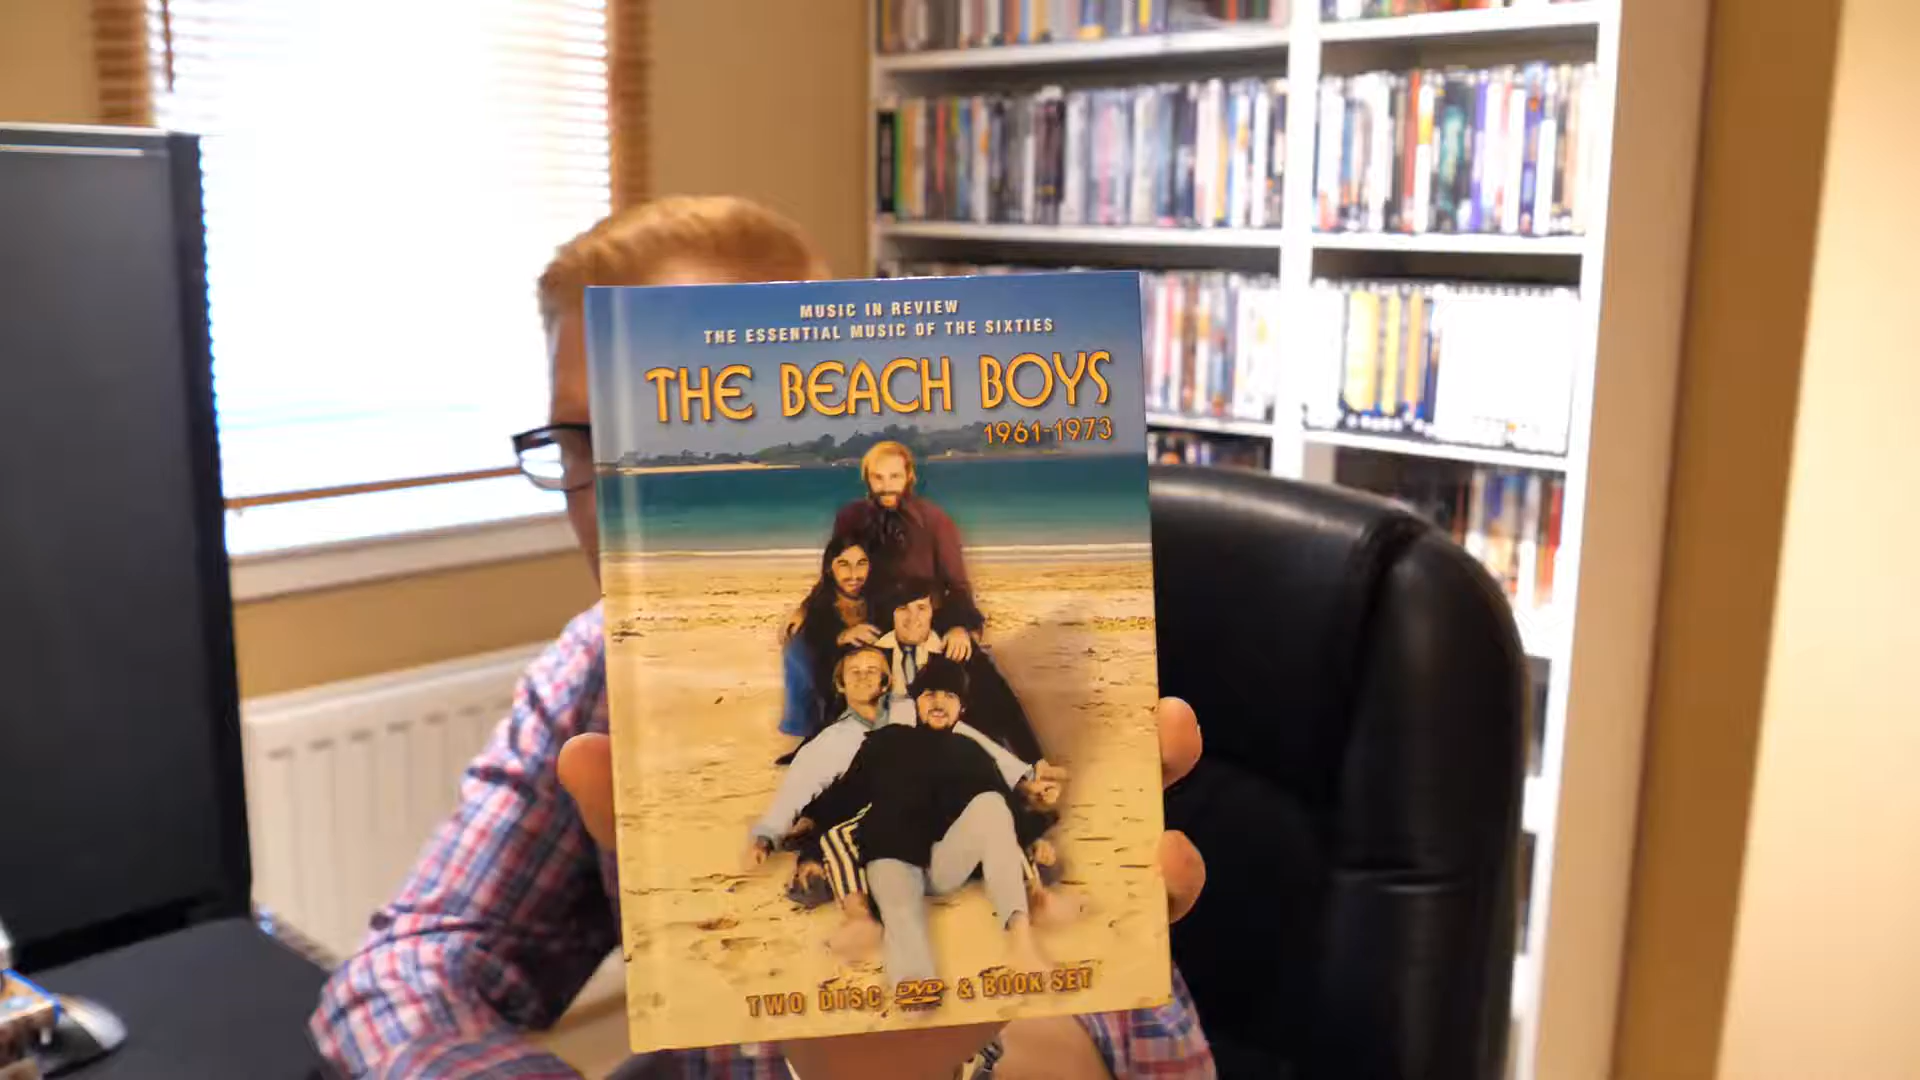 MUSIC IN REVIEW
THE ESSENTIAL MUSIC OF THE SIXTIES
THE BEACH BOYS
1961-1973
TWO DISC DVD & BOOK SET